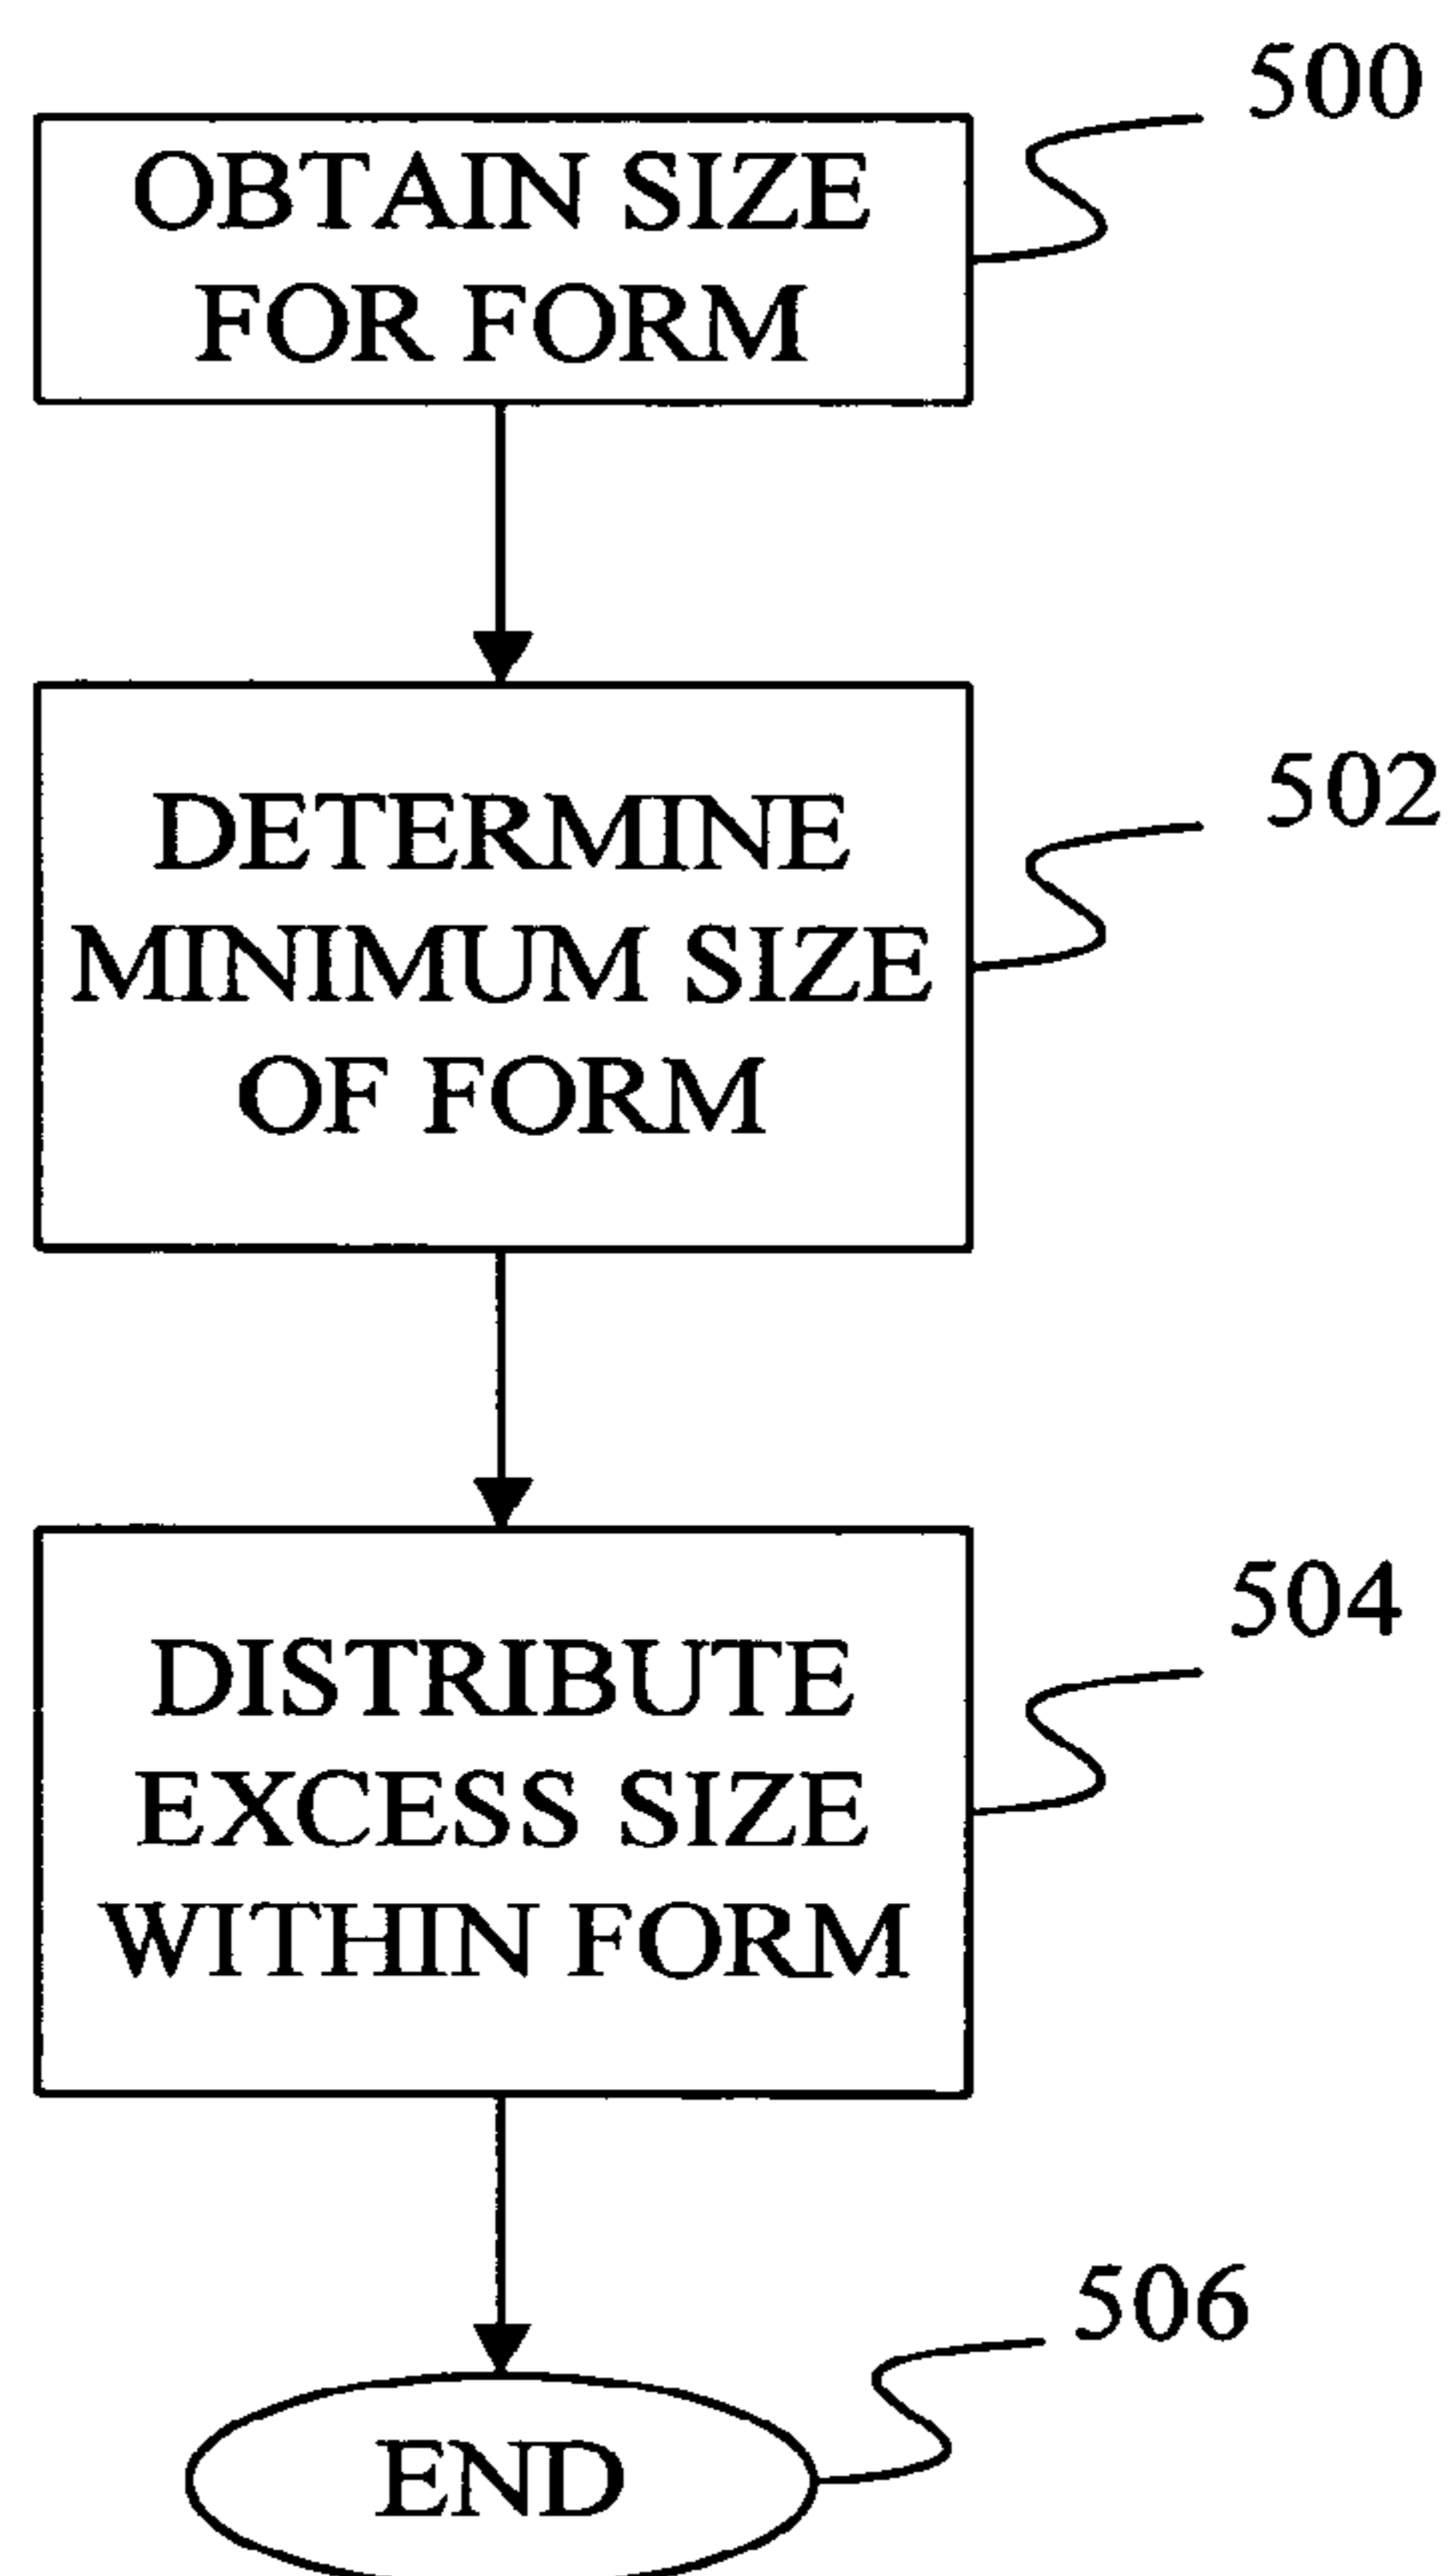 500
OBTAIN SIZE
FOR FORM
502
DETERMINE
MINIMUM SIZE
OF FORM
504
DISTRIBUTE
EXCESS SIZE
WITHIN FORM
506
END